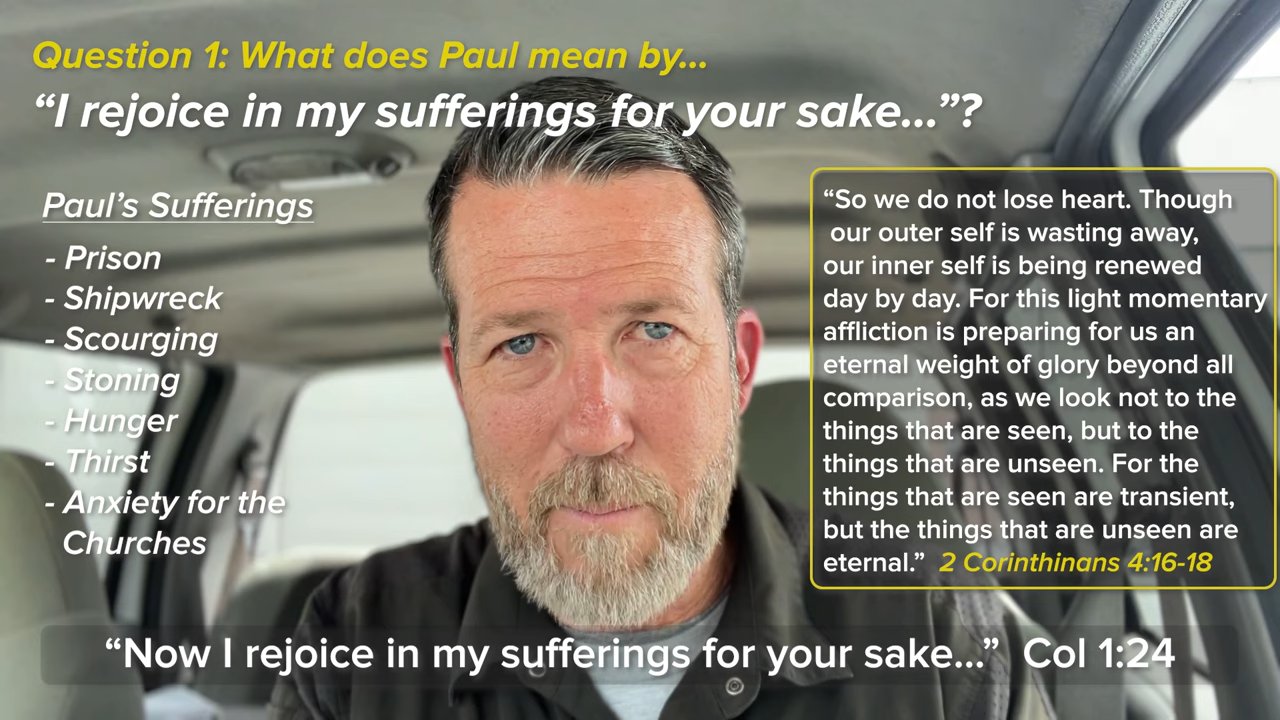 Question 1: What does Paul mean by...
“I rejoice in my sufferings for your sake...”?
Paul’s Sufferings
- Prison
- Shipwreck
- Scourging
- Stoning
- Hunger
- Thirst
- Anxiety for the
Churches
“So we do not lose heart. Though
our outer self is wasting away,
our inner self is being renewed
day by day. For this light momentary
affliction is preparing for us an
eternal weight of glory beyond all
comparison, as we look not to the
things that are seen, but to the
things that are unseen. For the
things that are seen are transient,
but the things that are unseen are
eternal.” 2 Corinthinans 4:16-18
“Now I rejoice in my sufferings for your sake...” Col 1:24